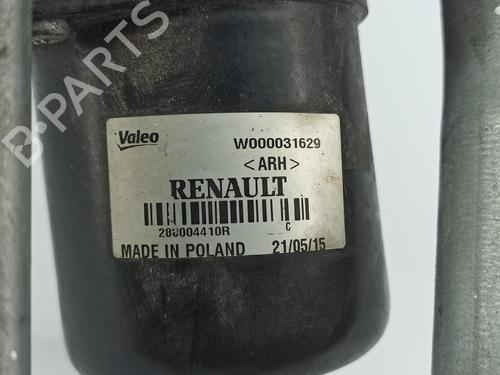 B-PARTS
Valeo W000031629
<ARH>
RENAULT
288004410R C
MADE IN POLAND 21/05/15